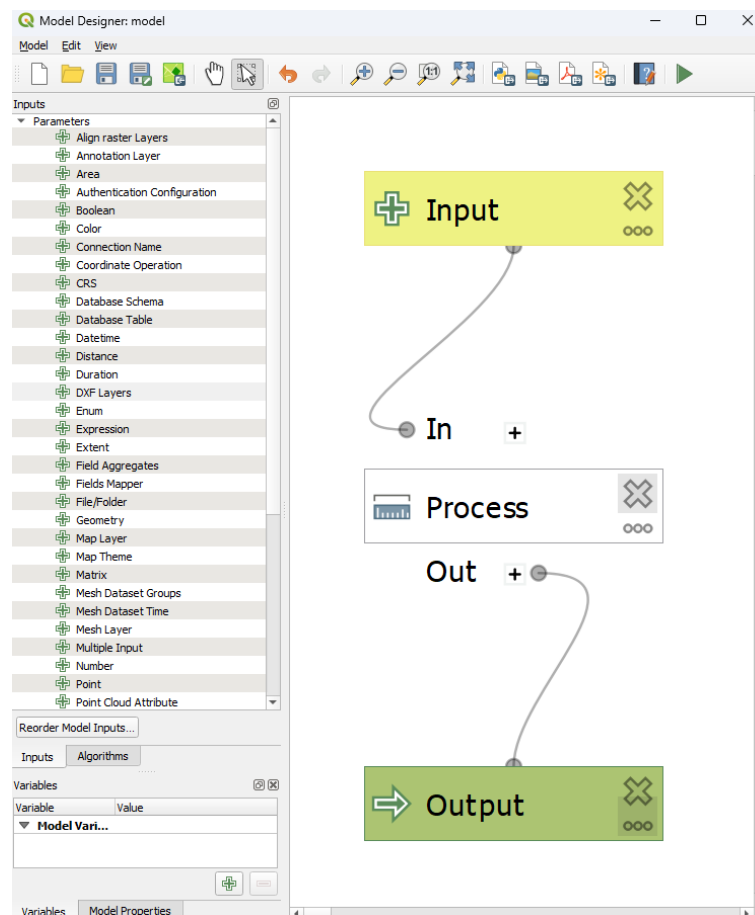 Model Designer: model
Model Edit View
Inputs
Parameters
Align raster Layers
Annotation Layer
Area
Authentication Configuration
Boolean
Color
Connection Name
Coordinate Operation
CRS
Database Schema
Database Table
Datetime
Distance
Duration
DXF Layers
Enum
Expression
Extent
Field Aggregates
Fields Mapper
File/Folder
Geometry
Map Layer
Map Theme
Matrix
Mesh Dataset Groups
Mesh Dataset Time
Mesh Layer
Multiple Input
Number
Point
Point Cloud Attribute
Reorder Model Inputs...
Inputs Algorithms
Variables
Variable Value
Model Vari...
Variables Model Properties
Input
In +
Process
Out +
Output